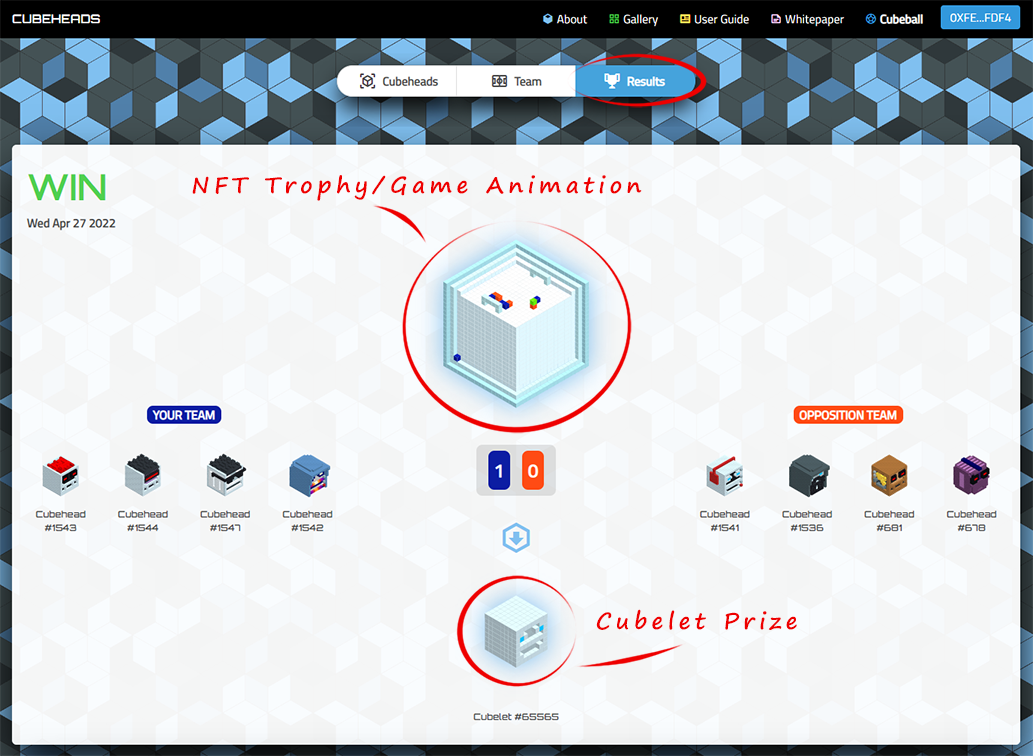 CUBEHEADS
About
Gallery
User Guide
Whitepaper
Cubeball
0XFE...FDF4
Cubeheads
Team
Results
WIN
Wed Apr 27 2022
NFT Trophy/Game Animation
YOUR TEAM
OPPOSITION TEAM
1
0
Cubehead
#1543
Cubehead
#1544
Cubehead
#1547
Cubehead
#1542
Cubehead
#1541
Cubehead
#1536
Cubehead
#681
Cubehead
#678
Cubelet Prize
Cubelet #65565